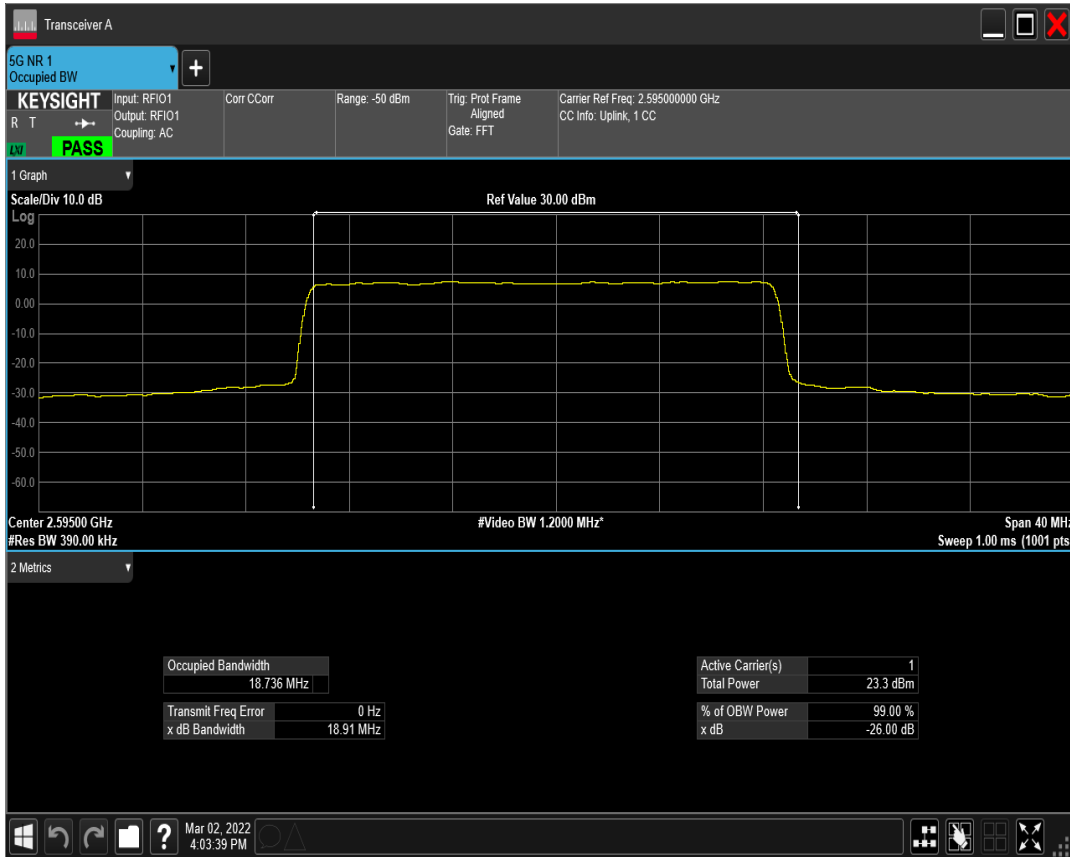 Transceiver A
5G NR 1
Occupied BW
+
KEYSIGHT
R T
LXI
PASS
Input: RFIO1
Output: RFIO1
Coupling: AC
Corr CCorr
Range: -50 dBm
Trig: Prot Frame
Aligned
Gate: FFT
Carrier Ref Freq: 2.595000000 GHz
CC Info: Uplink, 1 CC
1 Graph
Scale/Div 10.0 dB
Ref Value 30.00 dBm
Log
20.0
10.0
0.00
-10.0
-20.0
-30.0
-40.0
-50.0
-60.0
Center 2.59500 GHz
#Video BW 1.2000 MHz*
Span 40 MHz
#Res BW 390.00 kHz
Sweep 1.00 ms (1001 pts
2 Metrics
Occupied Bandwidth
18.736 MHz
Transmit Freq Error 0 Hz
x dB Bandwidth 18.91 MHz
Active Carrier(s) 1
Total Power 23.3 dBm
% of OBW Power 99.00 %
x dB -26.00 dB
?
Mar 02, 2022
4:03:39 PM